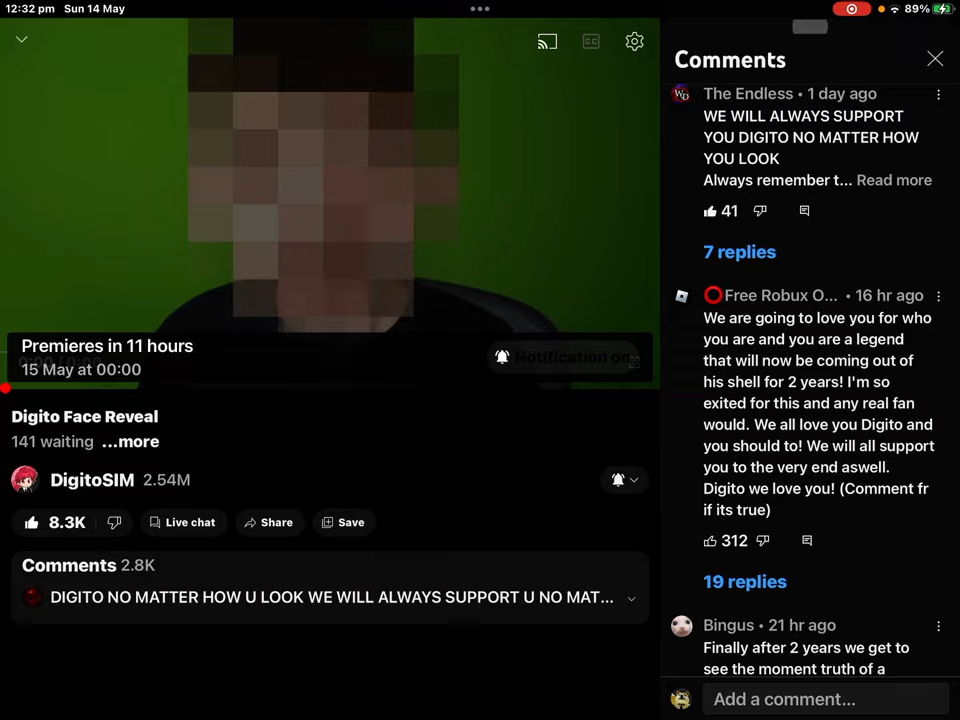 12:32 pm Sun 14 May
89%
Premieres in 11 hours
15 May at 00:00
Notification on
Digito Face Reveal
141 waiting ...more
DigitoSIM 2.54M
8.3K
Live chat
Share
Save
Comments 2.8K
DIGITO NO MATTER HOW U LOOK WE WILL ALWAYS SUPPORT U NO MAT...
Comments
The Endless • 1 day ago
WE WILL ALWAYS SUPPORT
YOU DIGITO NO MATTER HOW
YOU LOOK
Always remember t... Read more
41
7 replies
Free Robux O... • 16 hr ago
We are going to love you for who
you are and you are a legend
that will now be coming out of
his shell for 2 years! I'm so
exited for this and any real fan
would. We all love you Digito and
you should to! We will all support
you to the very end aswell.
Digito we love you! (Comment fr
if its true)
312
19 replies
Bingus • 21 hr ago
Finally after 2 years we get to
see the moment truth of a
Add a comment...